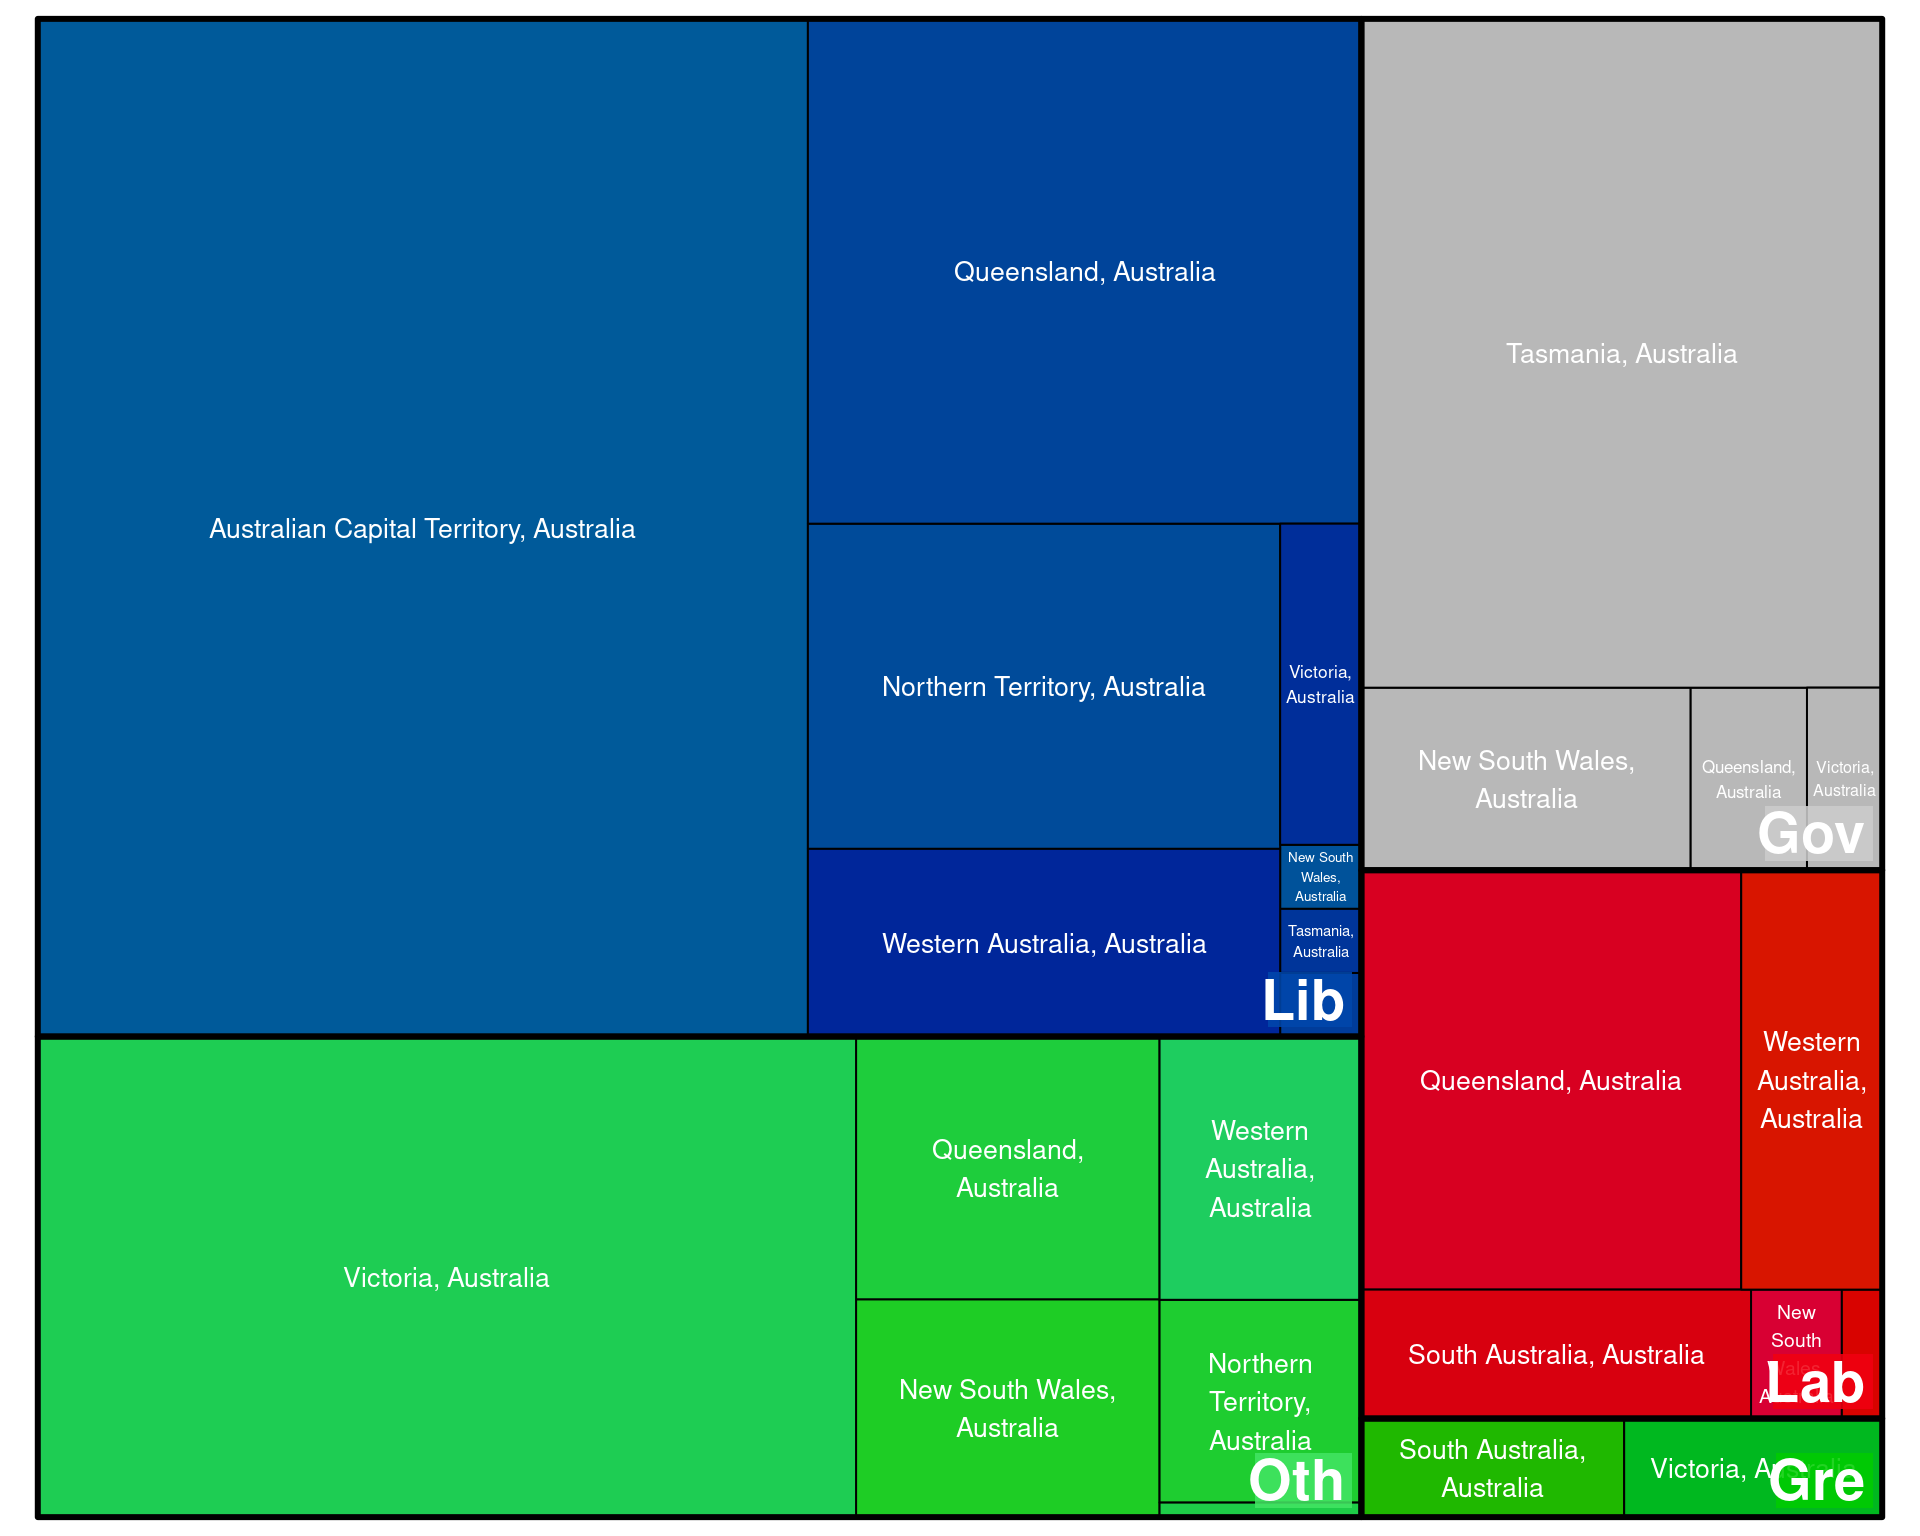 Australian Capital Territory, Australia
Queensland, Australia
Northern Territory, Australia
Victoria,
Australia
Western Australia, Australia
New South
Wales,
Australia
Tasmania,
Australia
Lib
Tasmania, Australia
New South Wales,
Australia
Queensland,
Australia
Victoria,
Australia
Gov
Victoria, Australia
Queensland,
Australia
Western
Australia,
Australia
New South Wales,
Australia
Northern
Territory,
Australia
Oth
Queensland, Australia
Western
Australia,
Australia
South Australia, Australia
New
South
Wales,
Lab
South Australia,
Australia
Victoria, Australia
Gre